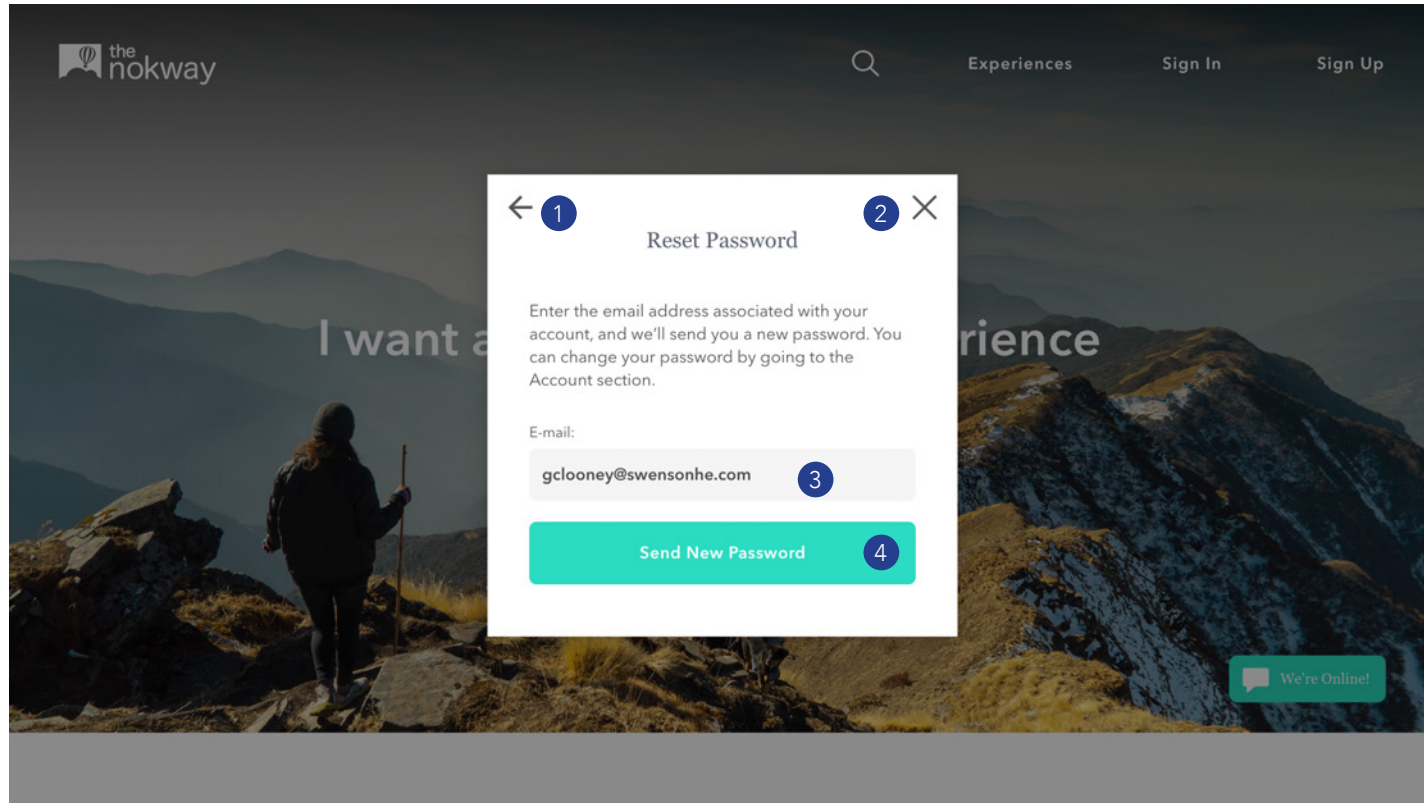 the
nokway
Experiences
Sign In
Sign Up
1
2
Reset Password
Enter the email address associated with your
account, and we'll send you a new password. You
can change your password by going to the
Account section.
I want a
rience
E-mail:
gclooney@swensonhe.com
3
Send New Password
4
We're Online!